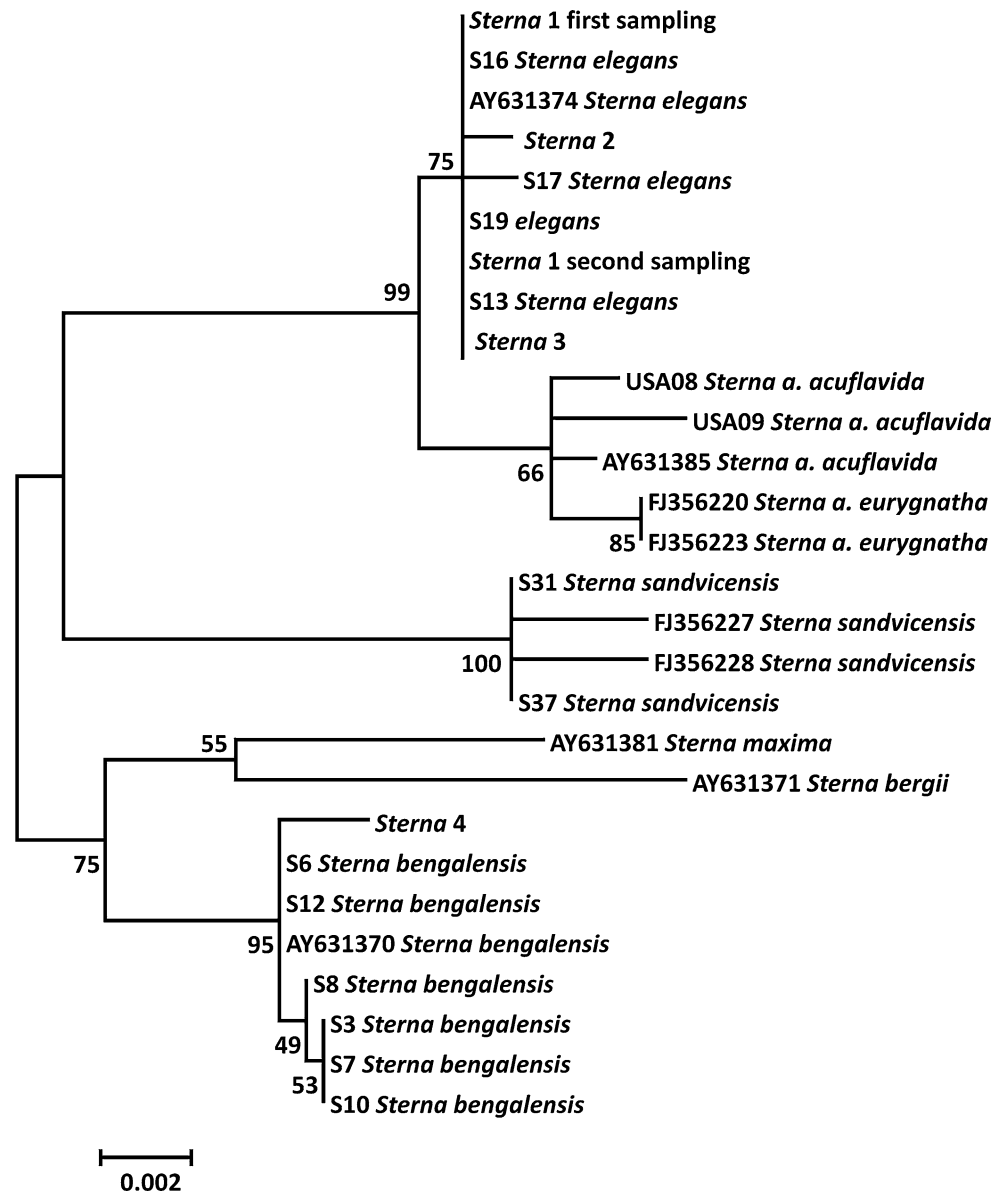 Sterna 1 first sampling
S16 Sterna elegans
AY631374 Sterna elegans
Sterna 2
75
S17 Sterna elegans
S19 elegans
Sterna 1 second sampling
99
S13 Sterna elegans
Sterna 3
USA08 Sterna a. acuflavida
USA09 Sterna a. acuflavida
AY631385 Sterna a. acuflavida
66
FJ356220 Sterna a. eurygnatha
85
FJ356223 Sterna a. eurygnatha
S31 Sterna sandvicensis
FJ356227 Sterna sandvicensis
100
FJ356228 Sterna sandvicensis
S37 Sterna sandvicensis
55
AY631381 Sterna maxima
AY631371 Sterna bergii
Sterna 4
75
S6 Sterna bengalensis
S12 Sterna bengalensis
95
AY631370 Sterna bengalensis
S8 Sterna bengalensis
S3 Sterna bengalensis
49
S7 Sterna bengalensis
53
S10 Sterna bengalensis
0.002